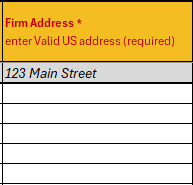 Firm Address *
enter Valid US address (required)
123 Main Street